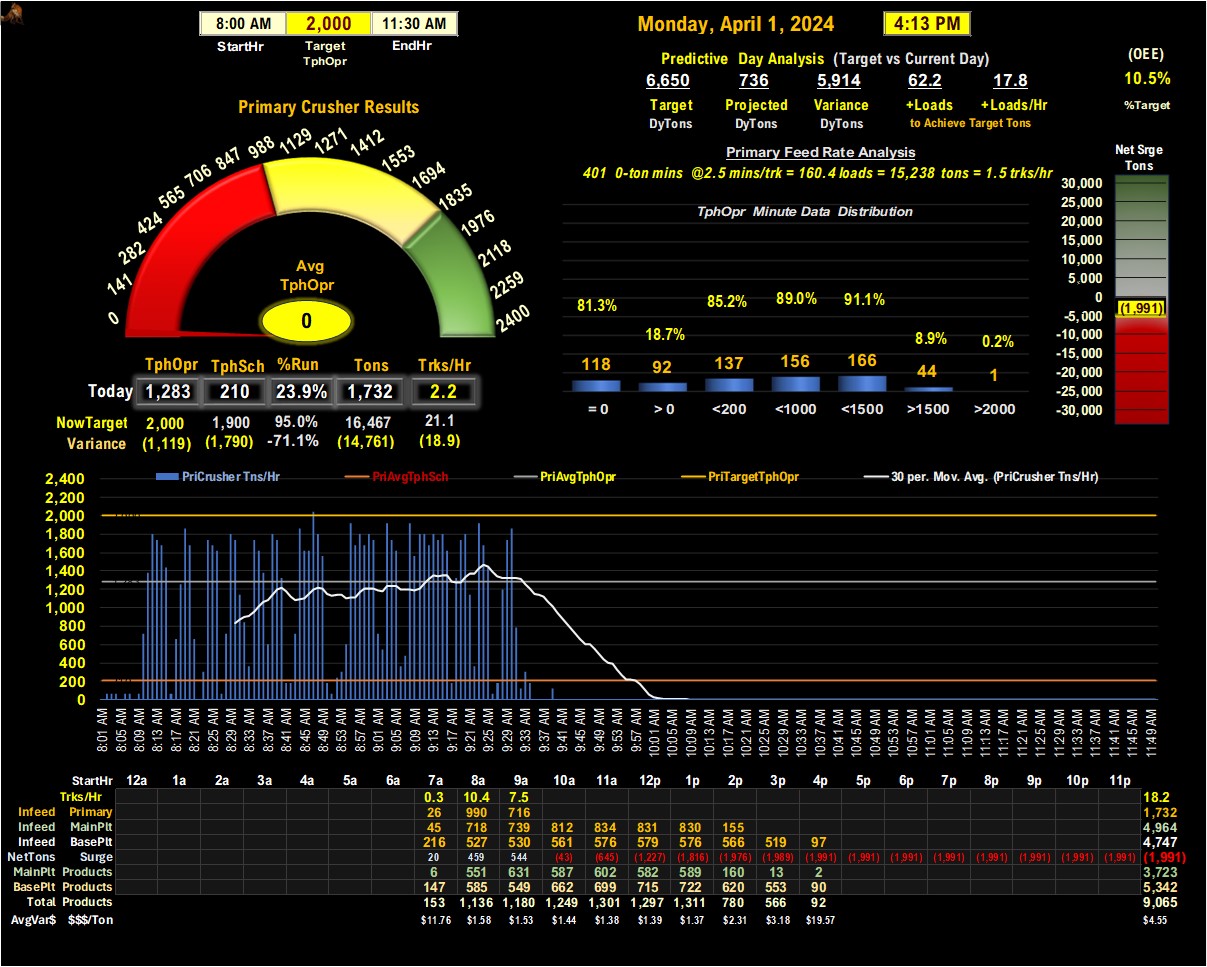 8:00 AM 2,000 11:30 AM
StartHr Target EndHr
TphOpr
Monday, April 1, 2024 4:13 PM
Predictive Day Analysis (Target vs Current Day)
6,650 736 5,914 62.2 17.8
Target Projected Variance +Loads +Loads/Hr
DyTons DyTons DyTons to Achieve Target Tons
(OEE)
10.5%
%Target
Primary Crusher Results
0 141 282 424 565 706 847 988 1129 1271 1412 1553 1694 1835 1976 2118 2259 2400
Avg
TphOpr
0
Primary Feed Rate Analysis
401 0-ton mins @2.5 mins/trk = 160.4 loads = 15,238 tons = 1.5 trks/hr
TphOpr Minute Data Distribution
81.3% 18.7% 85.2% 89.0% 91.1% 8.9% 0.2%
118 92 137 156 166 44 1
= 0 > 0 <200 <1000 <1500 >1500 >2000
Net Srge
Tons
30,000
25,000
20,000
15,000
10,000
5,000
0
(1,991)
-5,000
-10,000
-15,000
-20,000
-25,000
-30,000
TphOpr TphSch %Run Tons Trks/Hr
Today 1,283 210 23.9% 1,732 2.2
NowTarget 2,000 1,900 95.0% 16,467 21.1
Variance (1,119) (1,790) -71.1% (14,761) (18.9)
PriCrusher Tns/Hr PriAvgTphSch PriAvgTphOpr PriTargetTphOpr 30 per. Mov. Avg. (PriCrusher Tns/Hr)
2,400
2,200
2,000
1,800
1,600
1,400
1,200
1,000
800
600
400
200
0
8:01 AM 8:05 AM 8:09 AM 8:13 AM 8:17 AM 8:21 AM 8:25 AM 8:29 AM 8:33 AM 8:37 AM 8:41 AM 8:45 AM 8:49 AM 8:53 AM 8:57 AM 9:01 AM 9:05 AM 9:09 AM 9:13 AM 9:17 AM 9:21 AM 9:25 AM 9:29 AM 9:33 AM 9:37 AM 9:41 AM 9:45 AM 9:49 AM 9:53 AM 9:57 AM 10:01 AM 10:05 AM 10:09 AM 10:13 AM 10:17 AM 10:21 AM 10:25 AM 10:29 AM 10:33 AM 10:37 AM 10:41 AM 10:45 AM 10:49 AM 10:53 AM 10:57 AM 11:01 AM 11:05 AM 11:09 AM 11:13 AM 11:17 AM 11:21 AM 11:25 AM 11:29 AM 11:33 AM 11:37 AM 11:41 AM 11:45 AM 11:49 AM
StartHr 12a 1a 2a 3a 4a 5a 6a 7a 8a 9a 10a 11a 12p 1p 2p 3p 4p 5p 6p 7p 8p 9p 10p 11p
Trks/Hr 0.3 10.4 7.5 18.2
Infeed Primary 26 990 716 1,732
Infeed MainPlt 45 718 739 812 834 831 830 155 4,964
Infeed BasePlt 216 527 530 561 576 579 576 566 519 97 4,747
NetTons Surge 20 459 544 (43) (645) (1,227) (1,816) (1,976) (1,989) (1,991) (1,991) (1,991) (1,991) (1,991) (1,991) (1,991) (1,991) (1,991)
MainPlt Products 6 551 631 587 602 582 589 160 13 2 3,723
BasePlt Products 147 585 549 662 699 715 722 620 553 90 5,342
Total Products 153 1,136 1,180 1,249 1,301 1,297 1,311 780 566 92 9,065
AvgVar$ $$$/Ton $11.76 $1.58 $1.53 $1.44 $1.38 $1.39 $1.37 $2.31 $3.18 $19.57 $4.55